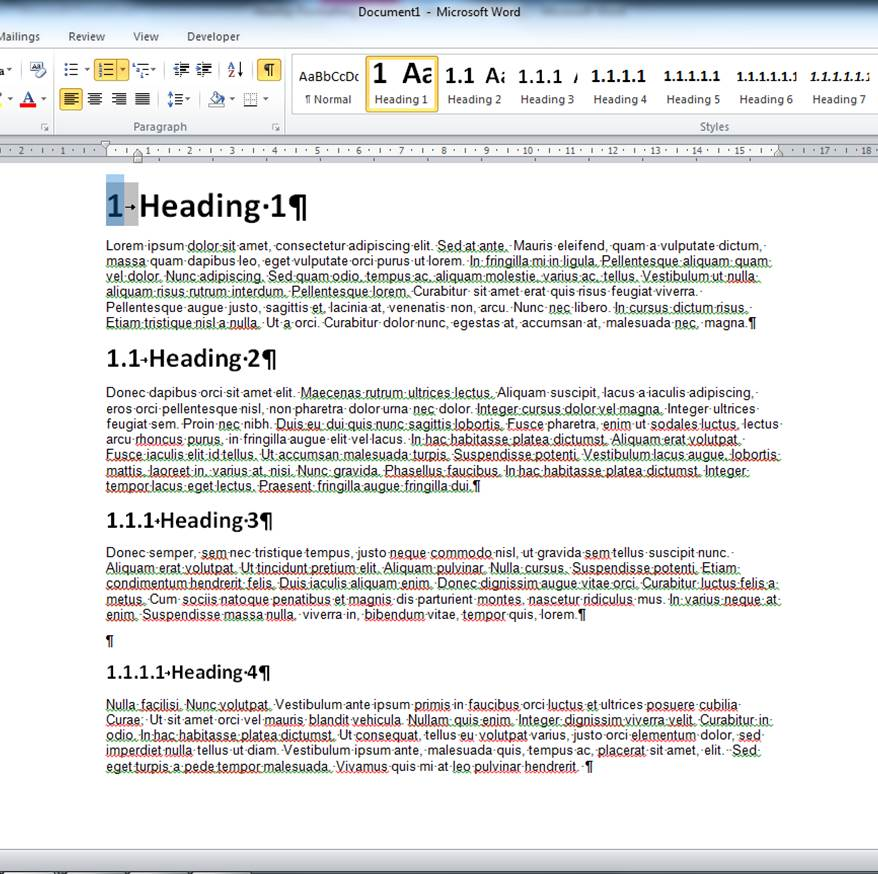 Document1 - Microsoft Word
Mailings Review View Developer
Paragraph
Styles
AaBbCcDc 1 Aa 1.1 Aa 1.1.1 A 1.1.1.1 1.1.1.1.1 1.1.1.1.1.1 1.1.1.1.1.1.
¶ Normal Heading 1 Heading 2 Heading 3 Heading 4 Heading 5 Heading 6 Heading 7
2 1 1 2 3 4 5 6 7 8 9 10 11 12 13 14 15 17 18
1 Heading 1¶
Lorem ipsum dolor sit amet, consectetur adipiscing elit. Sed at ante. Mauris eleifend, quam a vulputate dictum,
massa quam dapibus leo, eget vulputate orci purus ut lorem. In fringilla mi in ligula. Pellentesque aliquam quam
vel dolor. Nunc adipiscing. Sed quam odio, tempus ac, aliquam molestie, varius ac, tellus. Vestibulum ut nulla
aliquam risus rutrum interdum. Pellentesque lorem. Curabitur sit amet erat quis risus feugiat viverra.
Pellentesque augue justo, sagittis et, lacinia at, venenatis non, arcu. Nunc nec libero. In cursus dictum risus.
Etiam tristique nisl a nulla. Ut a orci. Curabitur dolor nunc, egestas at, accumsan at, malesuada nec, magna.¶
1.1 Heading 2¶
Donec dapibus orci sit amet elit. Maecenas rutrum ultrices lectus. Aliquam suscipit, lacus a iaculis adipiscing,
eros orci pellentesque nisl, non pharetra dolor urna nec dolor. Integer cursus dolor vel magna. Integer ultrices
feugiat sem. Proin nec nibh. Duis eu dui quis nunc sagittis lobortis. Fusce pharetra, enim ut sodales luctus, lectus
arcu rhoncus purus, in fringilla augue elit vel lacus. In hac habitasse platea dictumst. Aliquam erat volutpat.
Fusce iaculis elit id tellus. Ut accumsan malesuada turpis. Suspendisse potenti. Vestibulum lacus augue, lobortis
mattis, laoreet in, varius at, nisi. Nunc gravida. Phasellus faucibus. In hac habitasse platea dictumst. Integer
tempor lacus eget lectus. Praesent fringilla augue fringilla dui.¶
1.1.1 Heading 3¶
Donec semper, sem nec tristique tempus, justo neque commodo nisl, ut gravida sem tellus suscipit nunc.
Aliquam erat volutpat. Ut tincidunt pretium elit. Aliquam pulvinar. Nulla cursus. Suspendisse potenti. Etiam
condimentum hendrerit felis. Duis iaculis aliquam enim. Donec dignissim augue vitae orci. Curabitur luctus felis a
metus. Cum sociis natoque penatibus et magnis dis parturient montes, nascetur ridiculus mus. In varius neque at
enim. Suspendisse massa nulla, viverra in, bibendum vitae, tempor quis, lorem.¶
¶
1.1.1.1 Heading 4¶
Nulla facilisi. Nunc volutpat. Vestibulum ante ipsum primis in faucibus orci luctus et ultrices posuere cubilia
Curae; Ut sit amet orci vel mauris blandit vehicula. Nullam quis enim. Integer dignissim viverra velit. Curabitur in
odio. In hac habitasse platea dictumst. Ut consequat, tellus eu volutpat varius, justo orci elementum dolor, sed
imperdiet nulla tellus ut diam. Vestibulum ipsum ante, malesuada quis, tempus ac, placerat sit amet, elit. Sed
eget turpis a pede tempor malesuada. Vivamus quis mi at leo pulvinar hendrerit. ¶